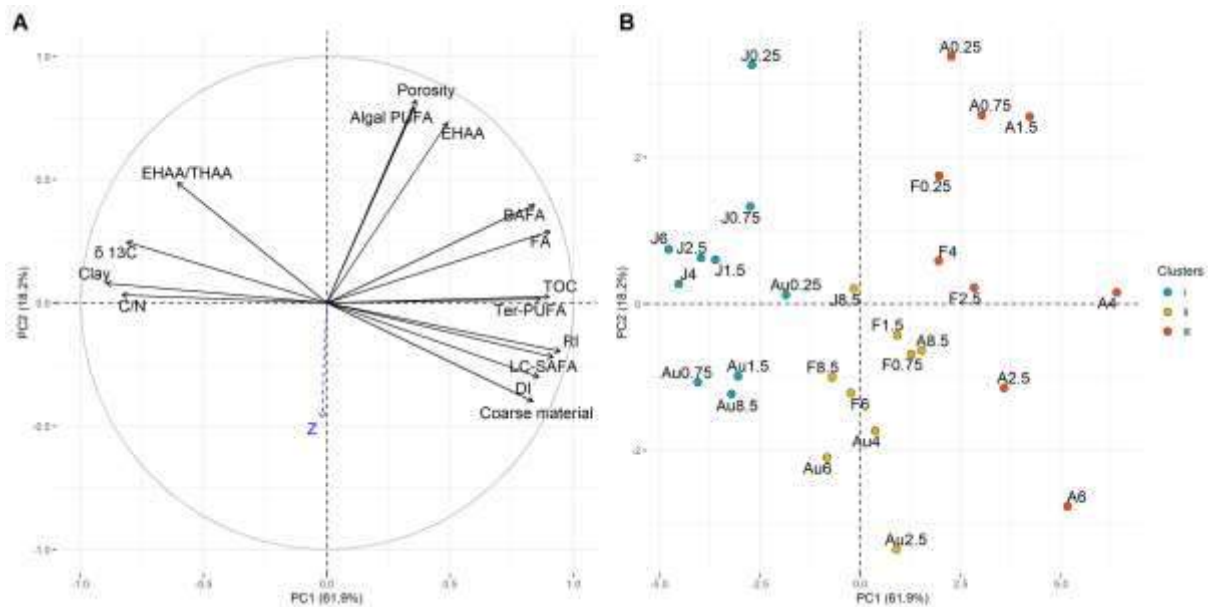 A
B
1.0
0.5
0.0
-0.5
-1.0
PC2 (18.2%)
Porosity
Algal PUFA
EHAA
EHAA/THAA
BAFA
FA
δ 13C
Clay
C/N
TOC
Ter-PUFA
RI
LC-SAFA
DI
Coarse material
Z
-1.0
-0.5
0.0
0.5
1.0
PC1 (61.9%)
2
0
-2
PC2 (18.2%)
J0.25
A0.25
A0.75
A1.5
F0.25
J0.75
J6
J2.5
J1.5
J4
F4
Au0.25
J8.5
F2.5
A4
F1.5
A8.5
F0.75
Au0.75
Au1.5
Au8.5
F8.5
F6
A2.5
Au4
Au6
A6
Au2.5
0.0
2.5
PC1 (61.9%)
Clusters